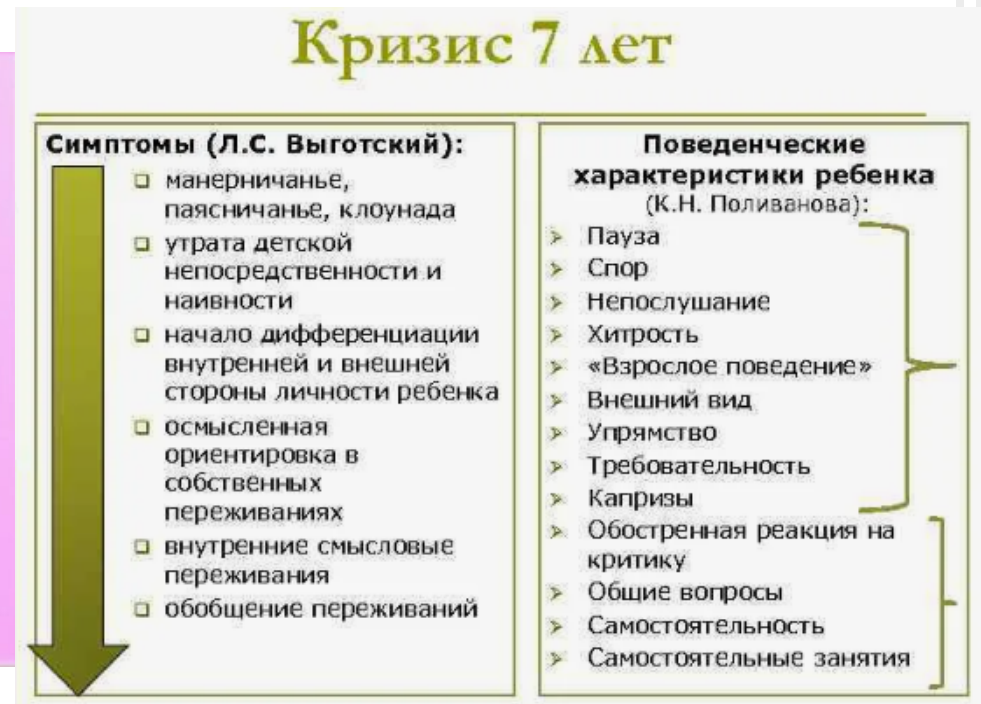 Кризис 7 лет
Симптомы (Л.С. Выготский):
манерничанье,
паясничанье, клоунада
утрата детской
непосредственности и
наивности
начало дифференциации
внутренней и внешней
стороны личности ребенка
осмысленная
ориентировка в
собственных
переживаниях
внутренние смысловые
переживания
обобщение переживаний
Поведенческие
характеристики ребенка
(К.Н. Поливанова):
Пауза
Спор
Непослушание
Хитрость
«Взрослое поведение»
Внешний вид
Упрямство
Требовательность
Капризы
Обостренная реакция на
критику
Общие вопросы
Самостоятельность
Самостоятельные занятия